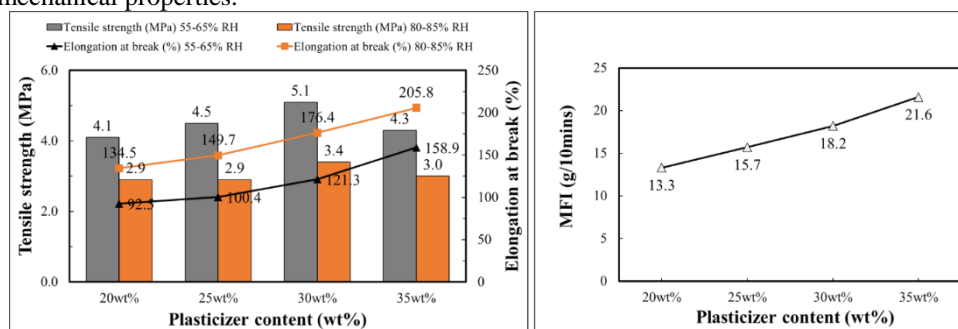 mechanical properties.
Tensile strength (MPa) 55-65% RH
Tensile strength (MPa) 80-85% RH
Elongation at break (%) 55-65% RH
Elongation at break (%) 80-85% RH
Tensile strength (MPa)
6.0
4.0
2.0
0.0
4.1
4.5
5.1
4.3
2.9
2.9
3.4
3.0
134.5
149.7
176.4
205.8
92.3
100.4
121.3
158.9
250
200
150
100
50
0
Elongation at break (%)
20wt%
25wt%
30wt%
35wt%
Plasticizer content (wt%)
MFI (g/10mins)
25
20
15
10
5
0
13.3
15.7
18.2
21.6
20wt%
25wt%
30wt%
35wt%
Plasticizer content (wt%)